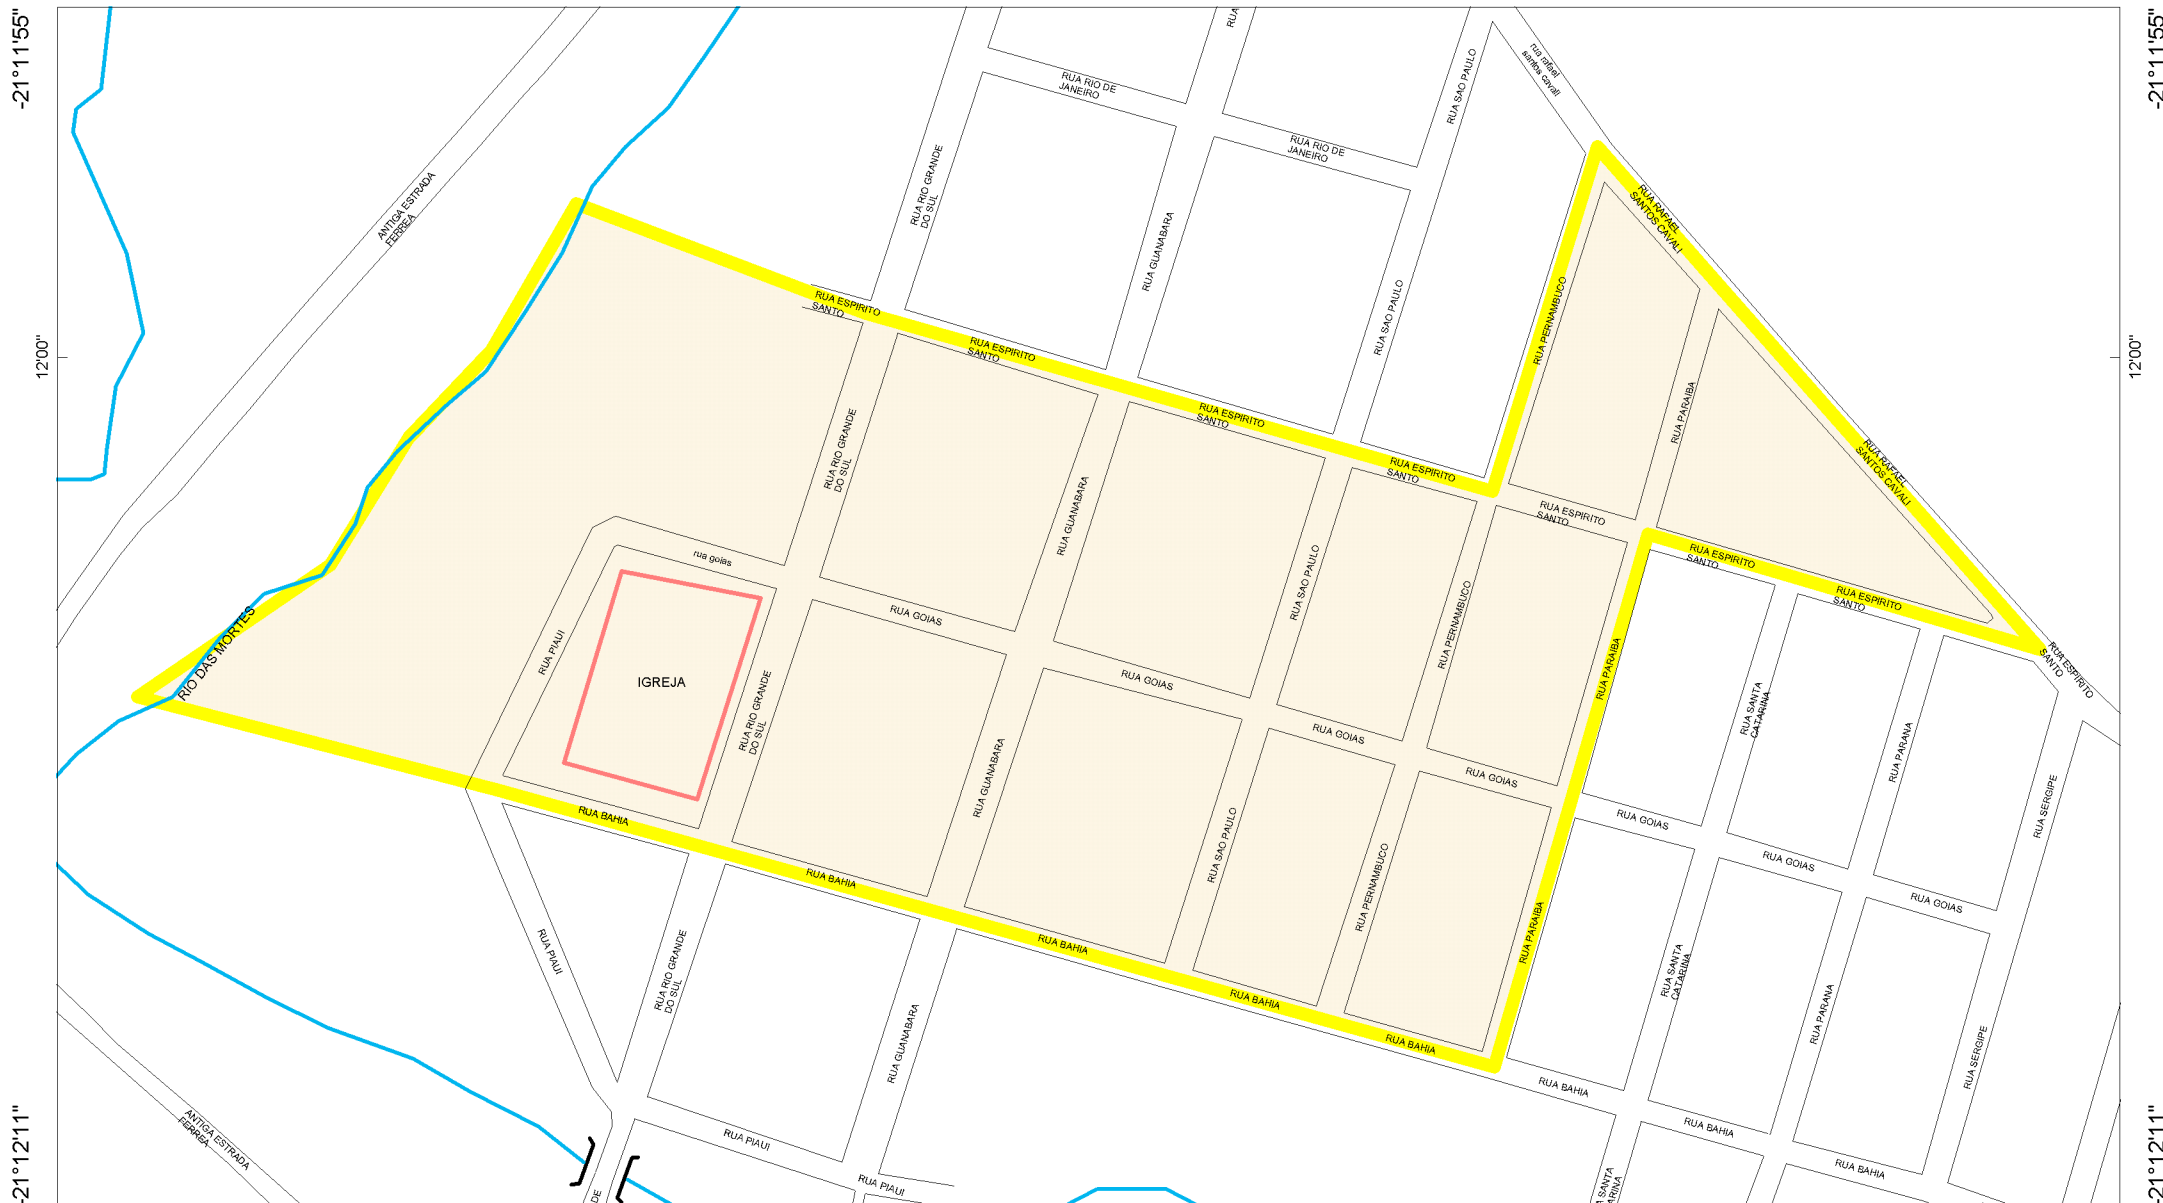 -21°11'55"
-21°11'55"
RUA
rua rafael
santos cavali
RUA SAO PAULO
RUA RIO DE
JANEIRO
RUA RIO DE
JANEIRO
RUA RIO GRANDE
DO SUL
ANTIGA ESTRADA
FERREA
RUA GUANABARA
RUA RAFAEL
SANTOS CAVALI
RUA ESPIRITO
SANTO
RUA SAO PAULO
RUA PERNAMBUCO
12'00"
12'00"
RUA ESPIRITO
SANTO
RUA ESPIRITO
SANTO
RUA PARAIBA
RUA RIO GRANDE
DO SUL
RUA ESPIRITO
SANTO
RUA RAFAEL
SANTOS CAVALI
RUA GUANABARA
RUA ESPIRITO
SANTO
rua goias
RUA ESPIRITO
SANTO
RUA SAO PAULO
RUA ESPIRITO
SANTO
RUA GOIAS
RUA PERNAMBUCO
RIO DAS MORTES
RUA PIAUI
IGREJA
RUA GOIAS
RUA PARAIBA
RUA ESPIRITO
SANTO
RUA RIO GRANDE
DO SUL
RUA SANTA
CATARINA
RUA GOIAS
RUA PARANA
RUA GUANABARA
RUA GOIAS
RUA BAHIA
RUA GOIAS
RUA SERGIPE
RUA SAO PAULO
RUA GOIAS
RUA BAHIA
RUA PERNAMBUCO
RUA GOIAS
RUA PIAUI
RUA BAHIA
RUA PARAIBA
RUA RIO GRANDE
DO SUL
RUA SANTA
CATARINA
RUA BAHIA
RUA PARANA
RUA GUANABARA
RUA BAHIA
RUA SERGIPE
RUA BAHIA
ANTIGA ESTRADA
FERREA
RUA PIAUI
RUA BAHIA
RUA BAHIA
-21°12'11"
-21°12'11"
RUA PIAUI
DE
SANTA
RINA